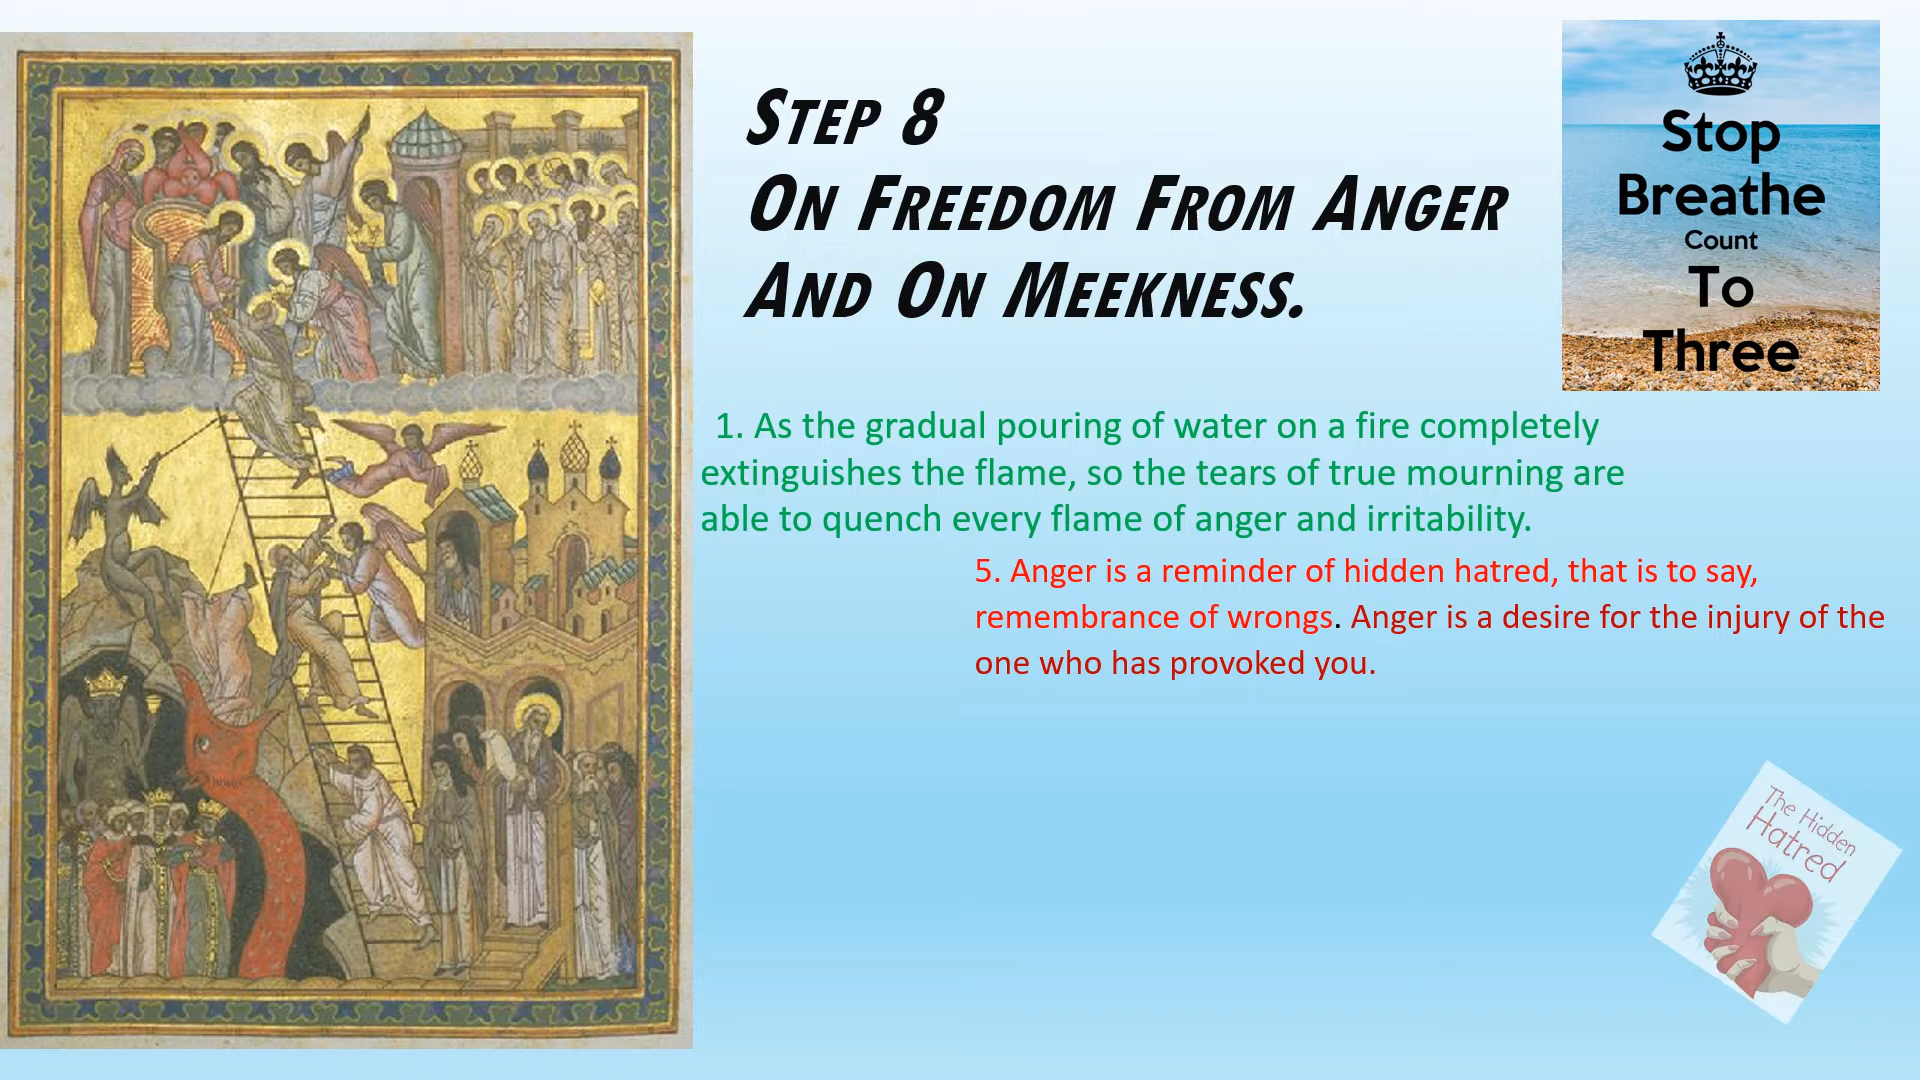 Step 8
On Freedom From Anger
And On Meekness.
Stop
Breathe
Count
To
Three
1. As the gradual pouring of water on a fire completely
extinguishes the flame, so the tears of true mourning are
able to quench every flame of anger and irritability.
5. Anger is a reminder of hidden hatred, that is to say,
remembrance of wrongs. Anger is a desire for the injury of the
one who has provoked you.
The Hidden
Hatred